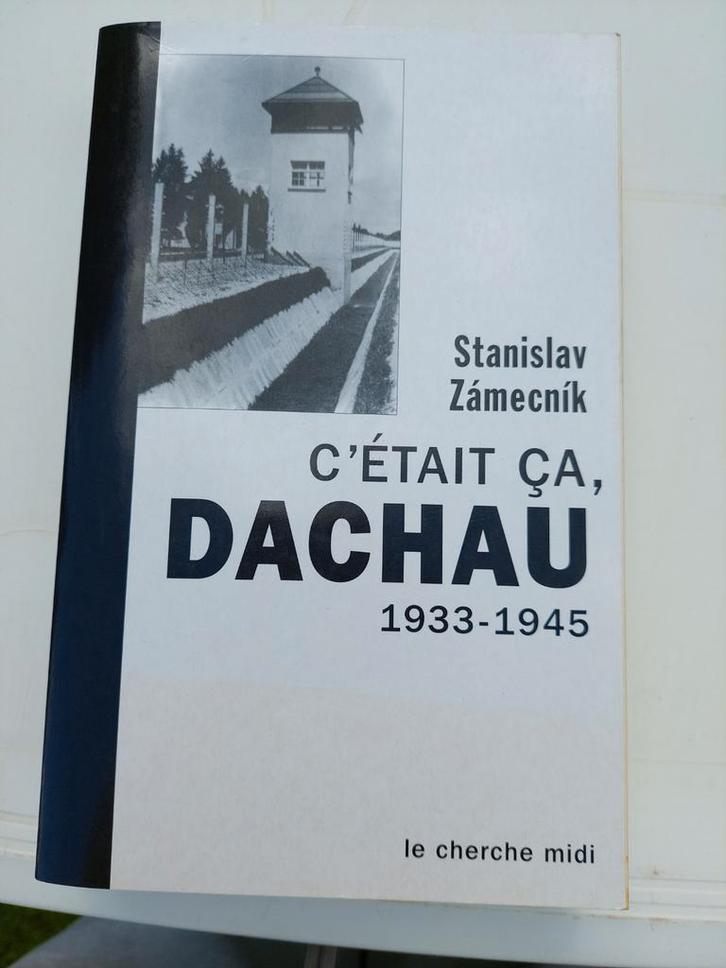 Stanislav
Zámecník
C'ÉTAIT ÇA,
DACHAU
1933-1945
le cherche midi